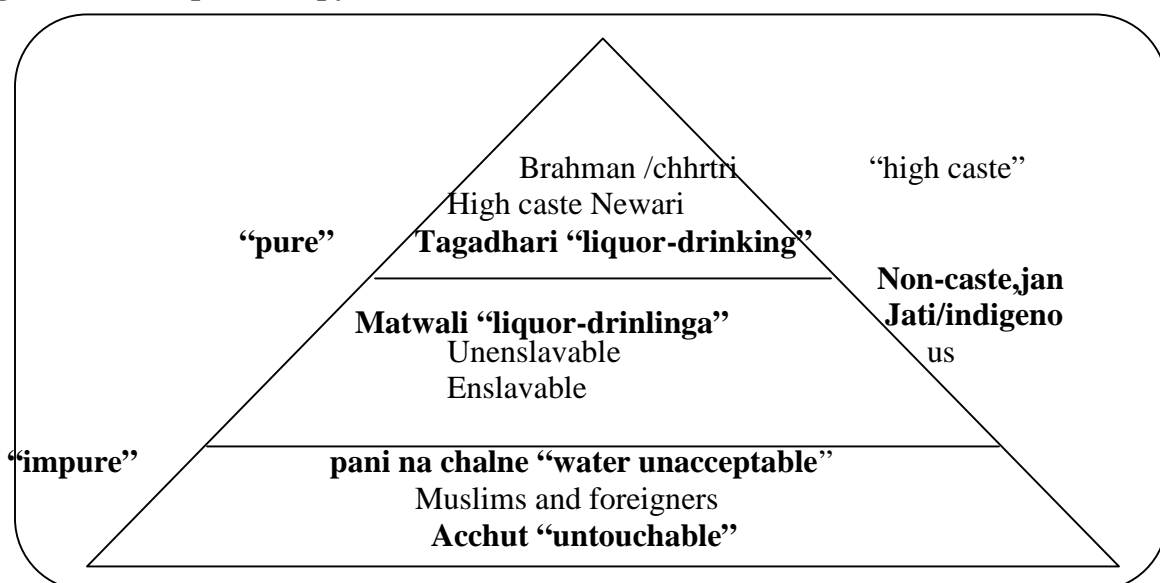 Brahman /chhrtri “high caste”
High caste Newari
“pure” Tagadhari “liquor-drinking”
Non-caste,jan
Jati/indigeno
us
Matwali “liquor-drinlinga”
Unenslavable
Enslavable
“impure” pani na chalne “water unacceptable”
Muslims and foreigners
Acchut “untouchable”